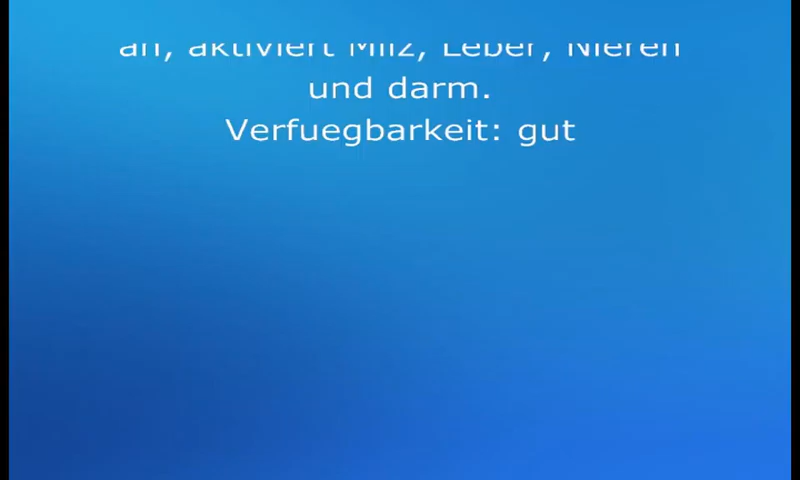 an, aktiviert Milz, Leber, Nieren
und darm.
Verfuegbarkeit: gut